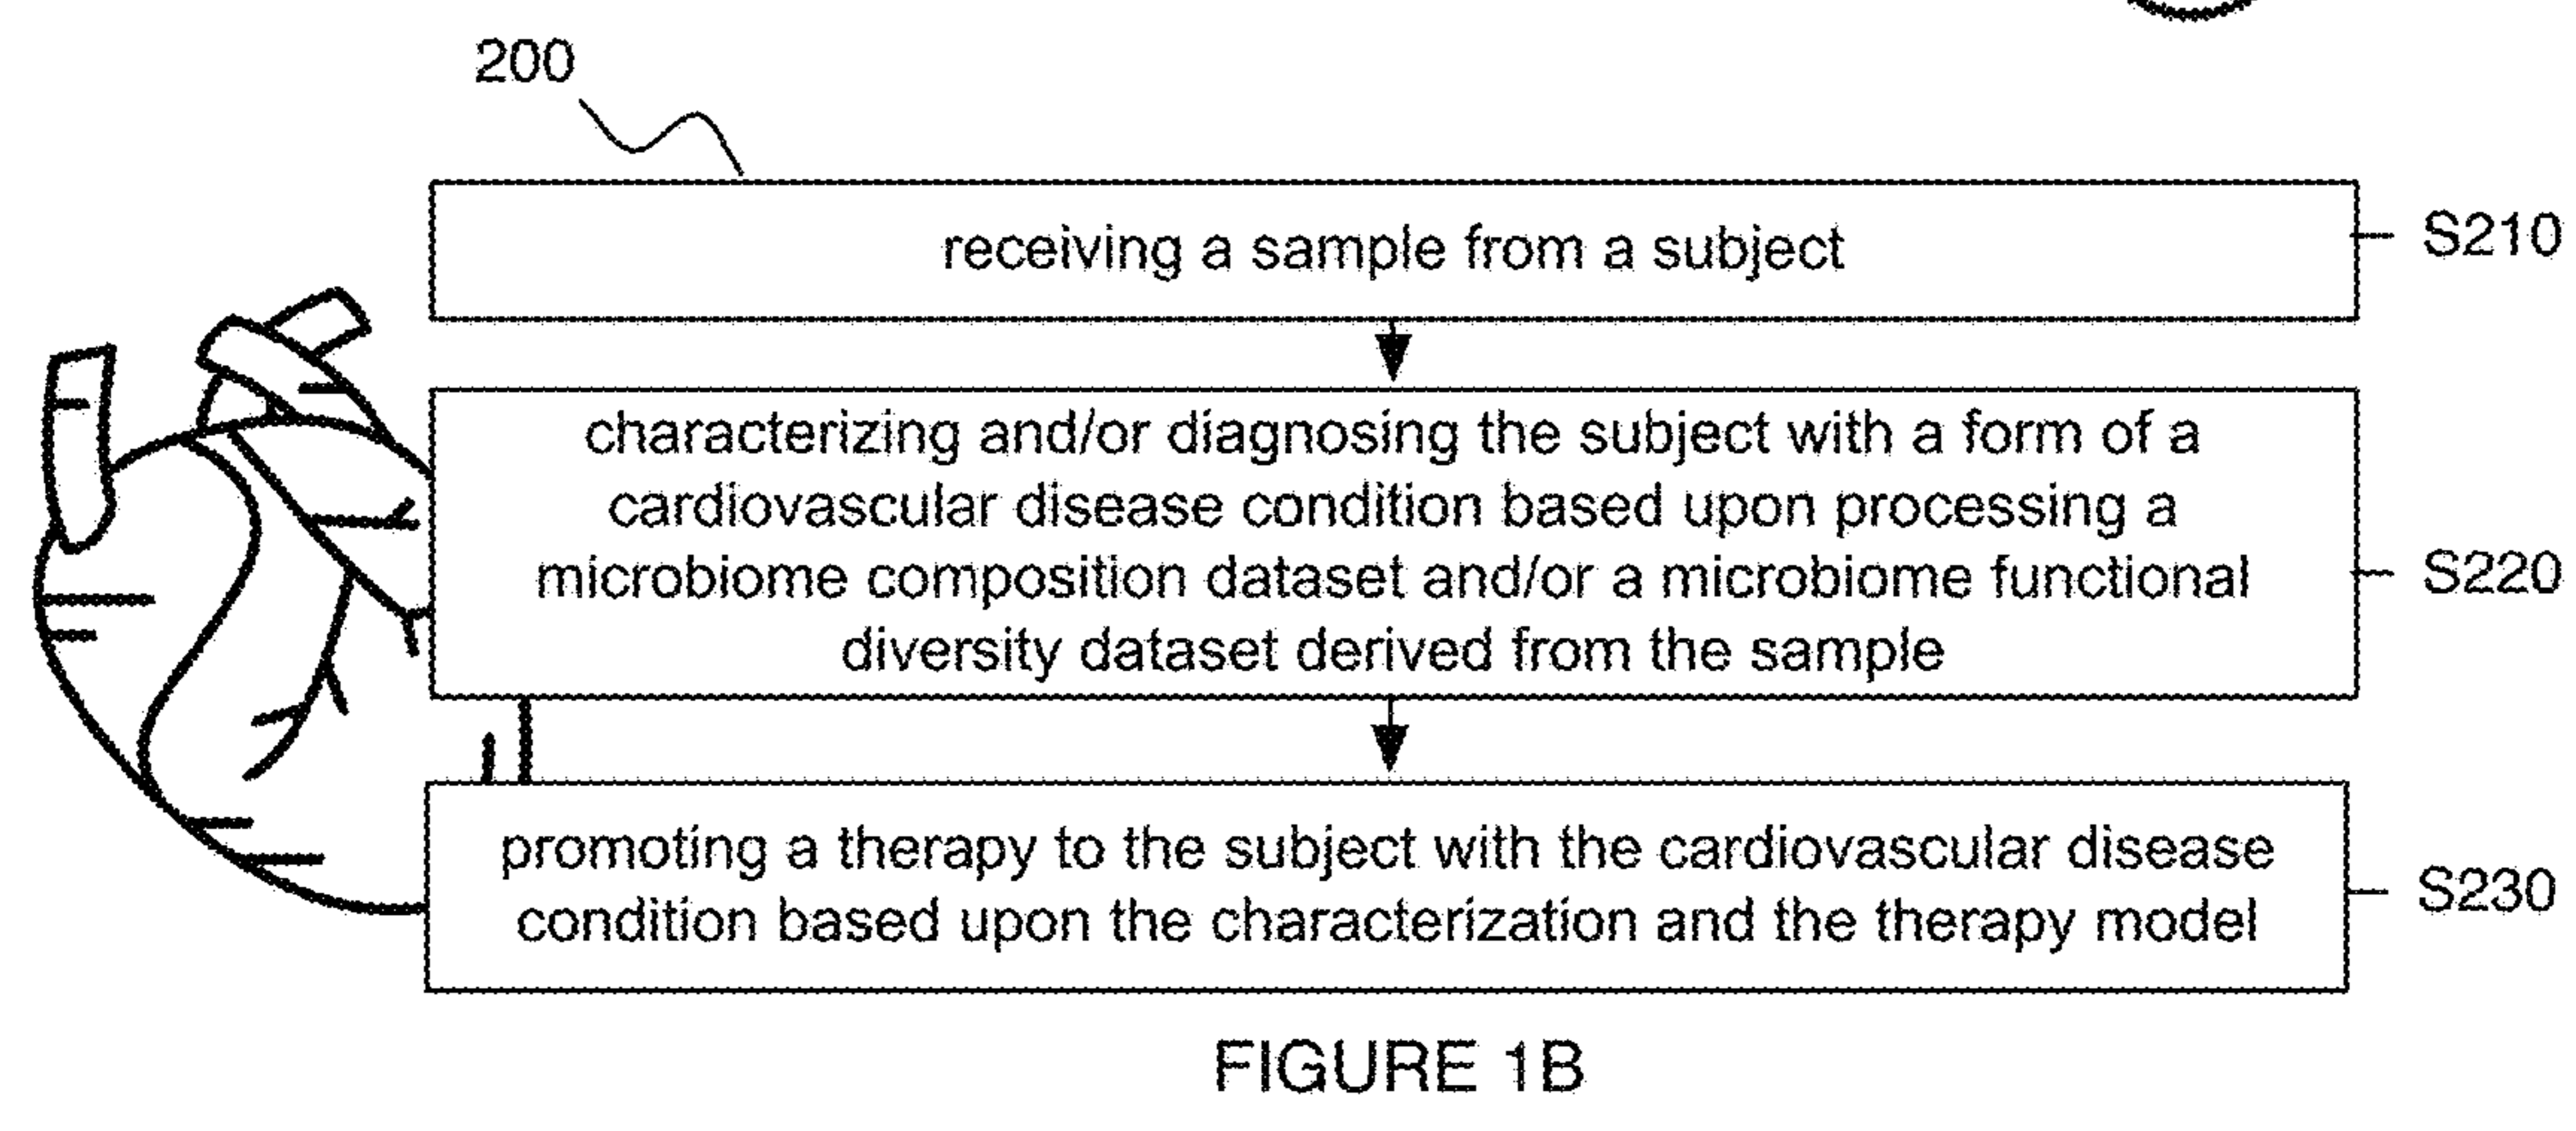 200
receiving a sample from a subject
S210
characterizing and/or diagnosing the subject with a form of a
cardiovascular disease condition based upon processing a
microbiome composition dataset and/or a microbiome functional
diversity dataset derived from the sample
S220
promoting a therapy to the subject with the cardiovascular disease
condition based upon the characterization and the therapy model
S230
FIGURE 1B